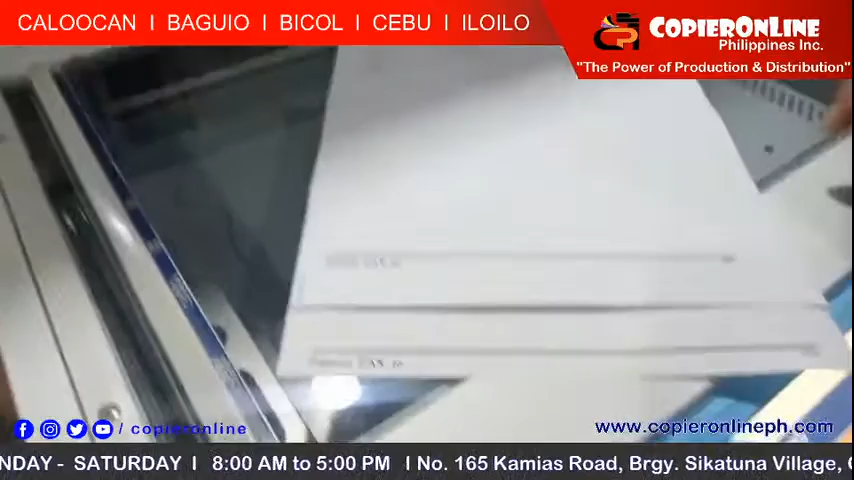 CALOOCAN I BAGUIO I BICOL I CEBU I ILOILO
COPIERONLINE
Philippines Inc.
"The Power of Production & Distribution"
/ copieronline
www.copieronlineph.com
NDAY - SATURDAY I 8:00 AM to 5:00 PM I No. 165 Kamias Road, Brgy. Sikatuna Village,